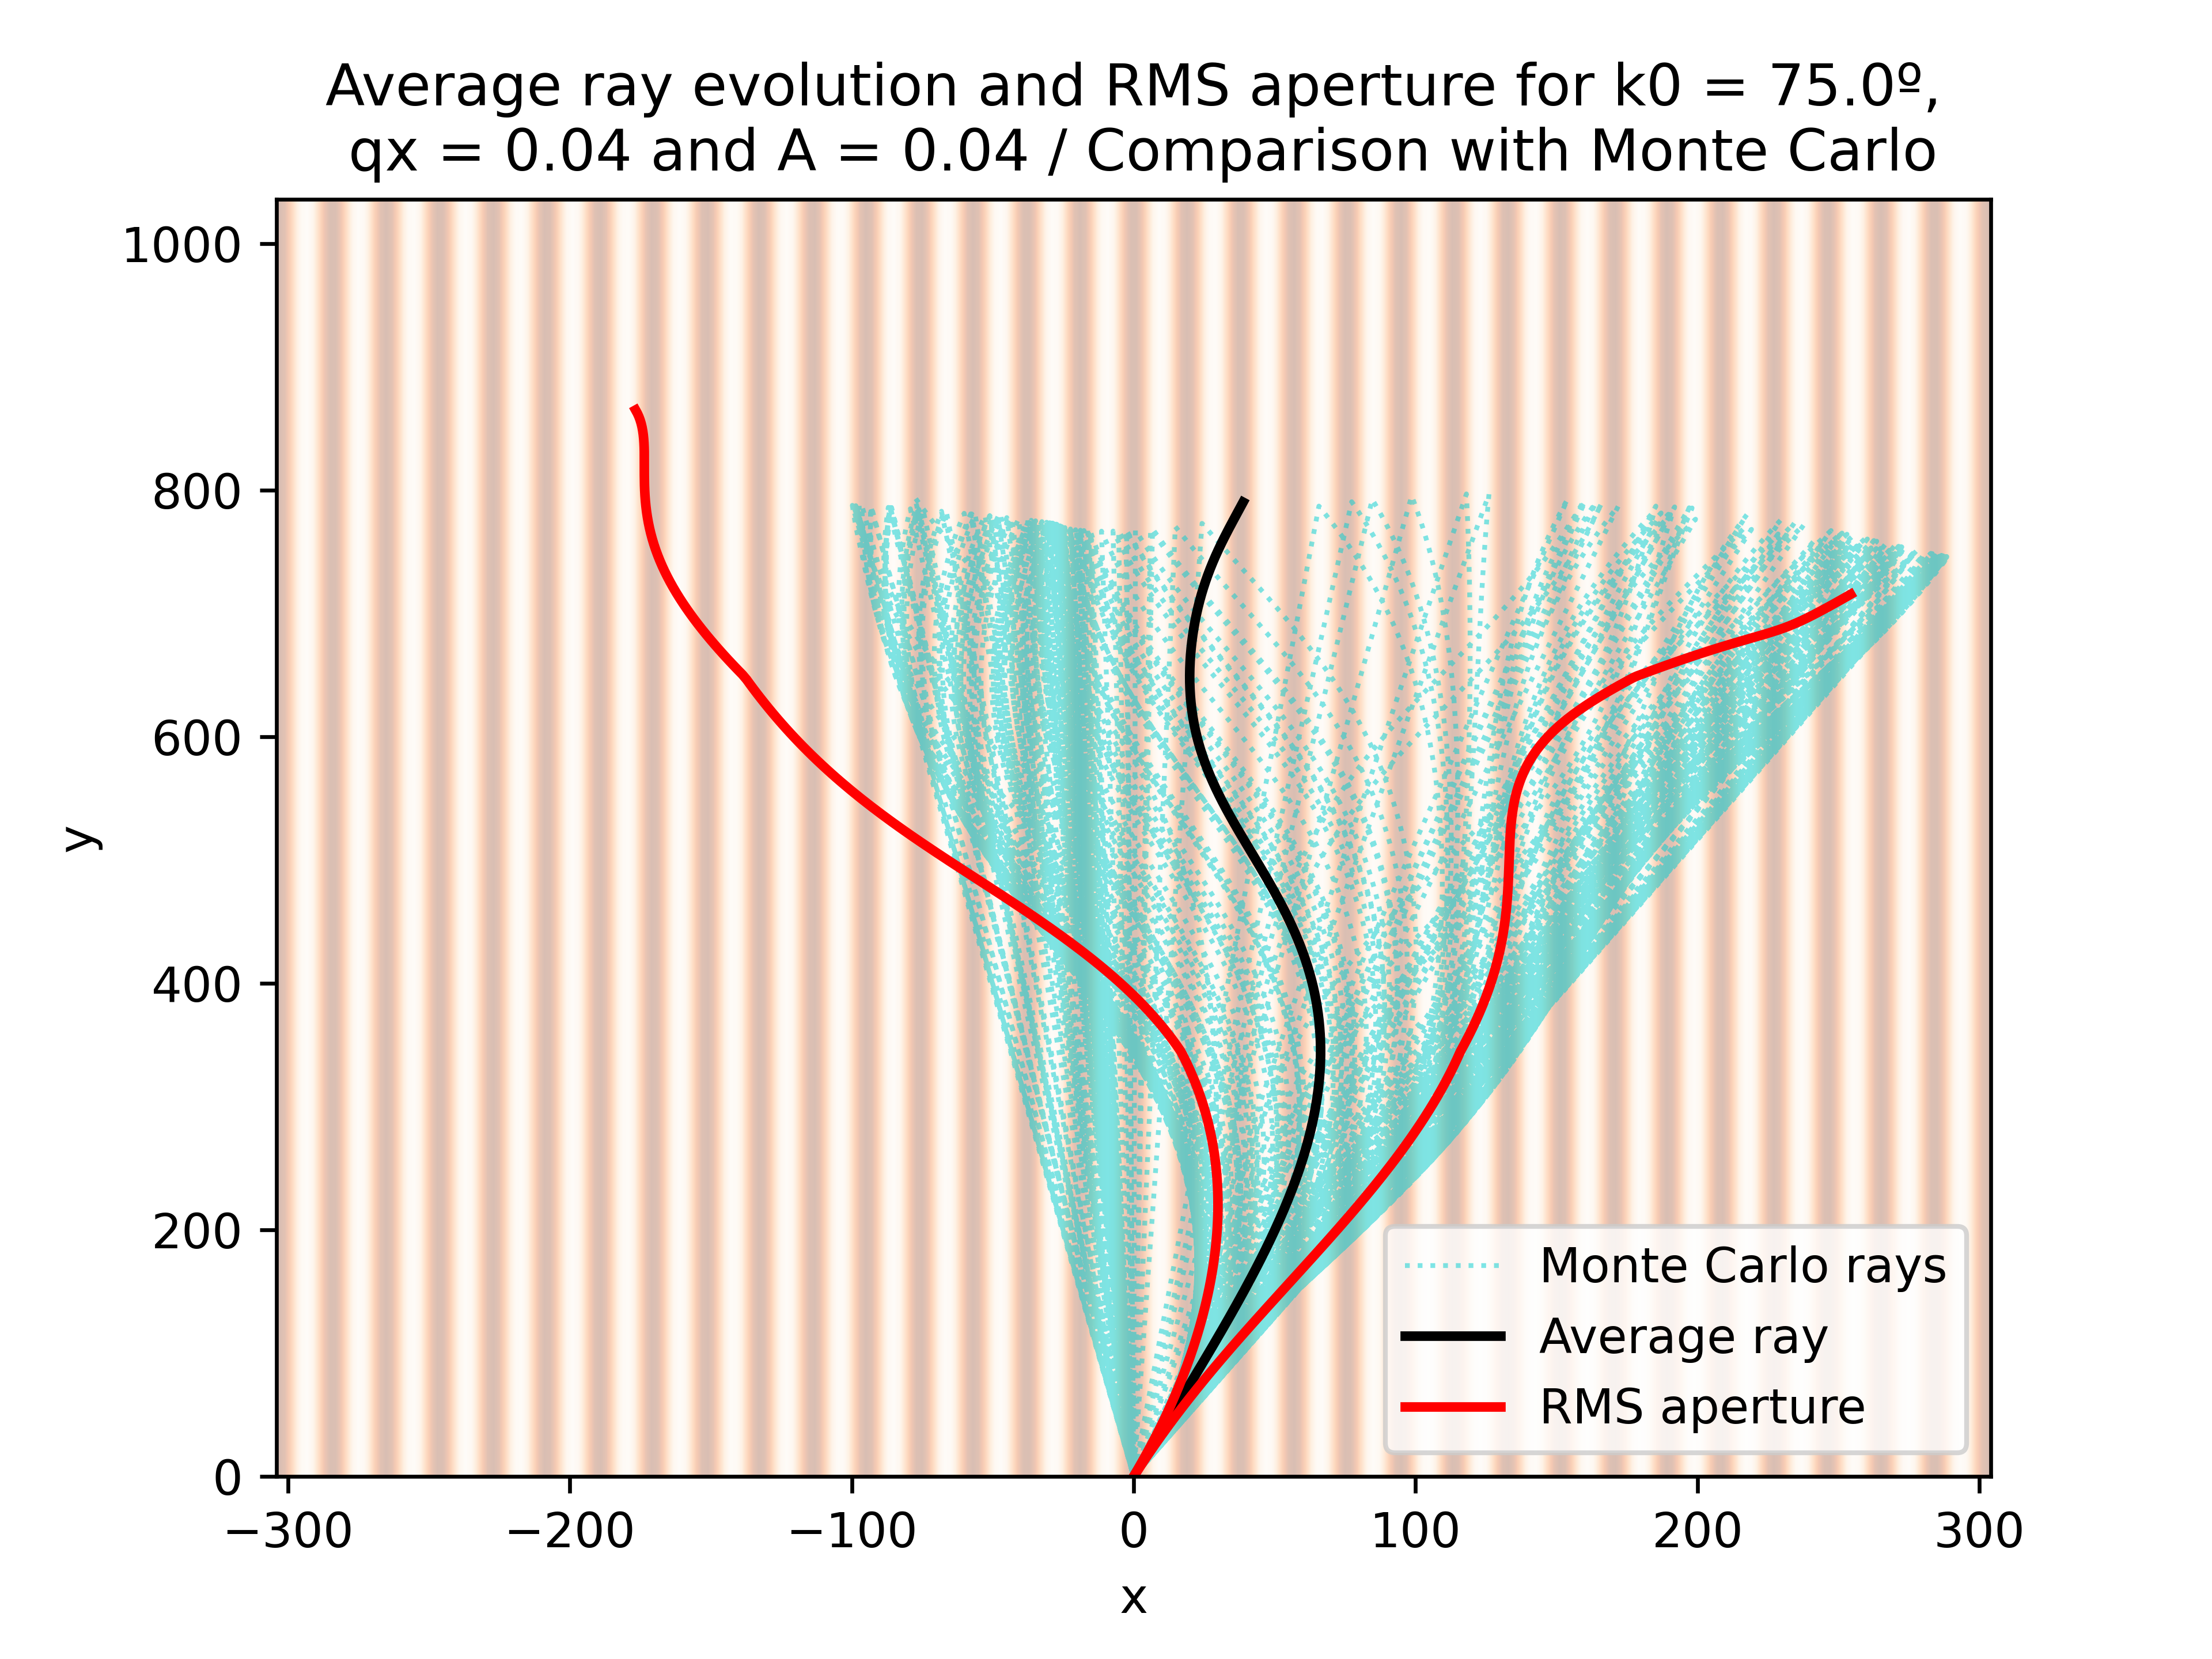 Average ray evolution and RMS aperture for k0 = 75.0º,
qx = 0.04 and A = 0.04 / Comparison with Monte Carlo
1000
800
600
400
200
0
y
−300 −200 −100 0 100 200 300
x
Monte Carlo rays
Average ray
RMS aperture